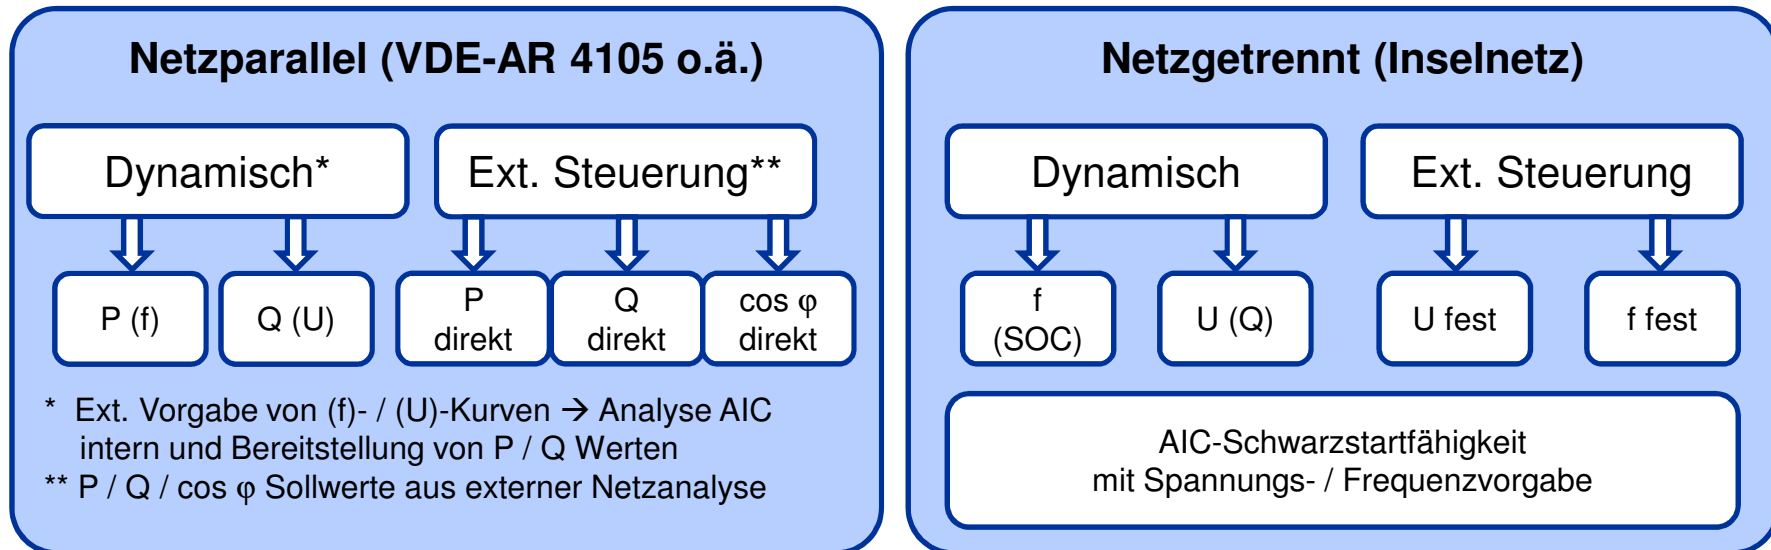 Netzparallel (VDE-AR 4105 o.ä.)
Dynamisch*
Ext. Steuerung**
P (f)
Q (U)
P
direkt
Q
direkt
cos φ
direkt
* Ext. Vorgabe von (f)- / (U)-Kurven → Analyse AIC
intern und Bereitstellung von P / Q Werten
** P / Q / cos φ Sollwerte aus externer Netzanalyse
Netzgetrennt (Inselnetz)
Dynamisch
Ext. Steuerung
f
(SOC)
U (Q)
U fest
f fest
AIC-Schwarzstartfähigkeit
mit Spannungs- / Frequenzvorgabe